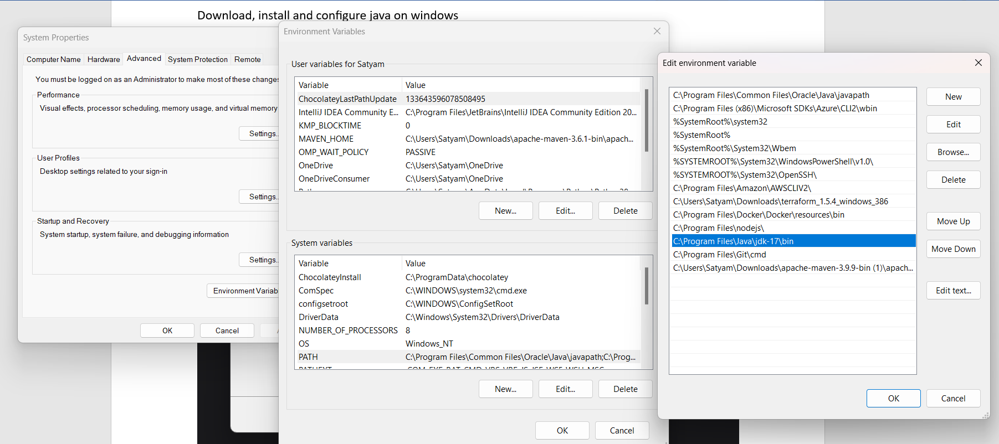 Download, install and configure java on windows
System Properties
Computer Name
Hardware
Advanced
System Protection
Remote
You must be logged on as an Administrator to make most of these changes
Performance
Visual effects, processor scheduling, memory usage, and virtual memory
Settings..
User Profiles
Desktop settings related to your sign-in
Settings..
Startup and Recovery
System startup, system failure, and debugging information
Settings..
Environment Variab
OK
Cancel
Environment Variables
User variables for Satyam
Variable Value
ChocolateyLastPathUpdate 133643596078508495
IntelliJ IDEA Community E... C:\Program Files\JetBrains\IntelliJ IDEA Community Edition 20...
KMP_BLOCKTIME 0
MAVEN_HOME C:\Users\Satyam\Downloads\apache-maven-3.6.1-bin\apach...
OMP_WAIT_POLICY PASSIVE
OneDrive C:\Users\Satyam\OneDrive
OneDriveConsumer C:\Users\Satyam\OneDrive
New...
Edit...
Delete
System variables
Variable Value
ChocolateyInstall C:\ProgramData\chocolatey
ComSpec C:\WINDOWS\system32\cmd.exe
configsetroot C:\WINDOWS\ConfigSetRoot
DriverData C:\Windows\System32\Drivers\DriverData
NUMBER_OF_PROCESSORS 8
OS Windows_NT
PATH C:\Program Files\Common Files\Oracle\Java\javapath;C:\Prog...
New...
Edit...
Delete
OK
Cancel
Edit environment variable
C:\Program Files\Common Files\Oracle\Java\javapath
C:\Program Files (x86)\Microsoft SDKs\Azure\CLI2\wbin
%SystemRoot%\system32
%SystemRoot%
%SystemRoot%\System32\Wbem
%SYSTEMROOT%\System32\WindowsPowerShell\v1.0\
%SYSTEMROOT%\System32\OpenSSH\
C:\Program Files\Amazon\AWSCLIV2\
C:\Users\Satyam\Downloads\terraform_1.5.4_windows_386
C:\Program Files\Docker\Docker\resources\bin
C:\Program Files\nodejs\
C:\Program Files\Java\jdk-17\bin
C:\Program Files\Git\cmd
C:\Users\Satyam\Downloads\apache-maven-3.9.9-bin (1)\apach...
New
Edit
Browse...
Delete
Move Up
Move Down
Edit text...
OK
Cancel